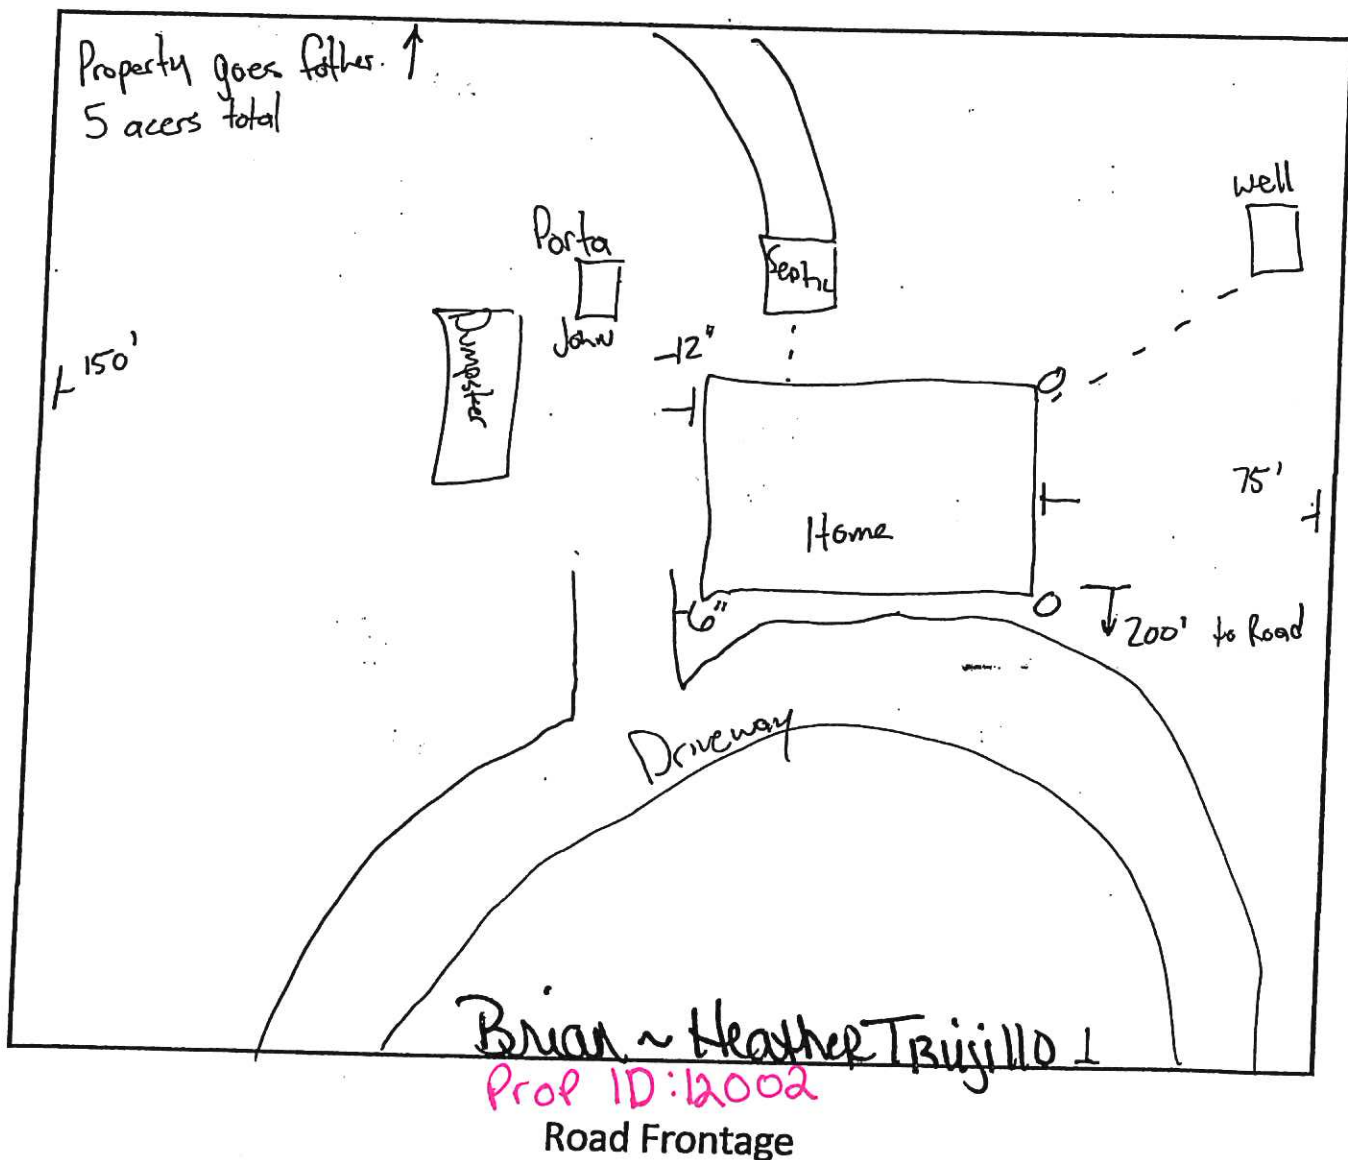 Property goes father. ↑
5 acers total
well
Porta
John
Septic
Dumpster
150'
12"
75'
Home
6"
200' to Road
Driveway
Brian ~ Heather Trujillo
Prop ID: 12002
Road Frontage